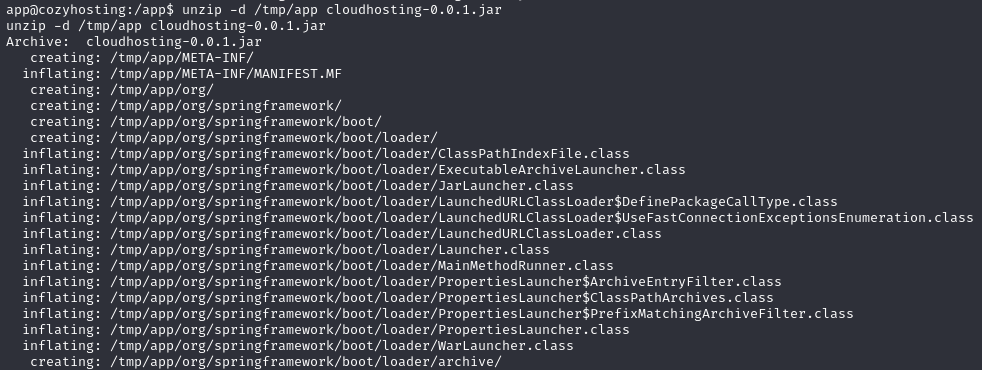 app@cozyhosting:/app$ unzip -d /tmp/app cloudhosting-0.0.1.jar
unzip -d /tmp/app cloudhosting-0.0.1.jar
Archive:  cloudhosting-0.0.1.jar
   creating: /tmp/app/META-INF/
  inflating: /tmp/app/META-INF/MANIFEST.MF
   creating: /tmp/app/org/
   creating: /tmp/app/org/springframework/
   creating: /tmp/app/org/springframework/boot/
   creating: /tmp/app/org/springframework/boot/loader/
  inflating: /tmp/app/org/springframework/boot/loader/ClassPathIndexFile.class
  inflating: /tmp/app/org/springframework/boot/loader/ExecutableArchiveLauncher.class
  inflating: /tmp/app/org/springframework/boot/loader/JarLauncher.class
  inflating: /tmp/app/org/springframework/boot/loader/LaunchedURLClassLoader$DefinePackageCallType.class
  inflating: /tmp/app/org/springframework/boot/loader/LaunchedURLClassLoader$UseFastConnectionExceptionsEnumeration.class
  inflating: /tmp/app/org/springframework/boot/loader/LaunchedURLClassLoader.class
  inflating: /tmp/app/org/springframework/boot/loader/Launcher.class
  inflating: /tmp/app/org/springframework/boot/loader/MainMethodRunner.class
  inflating: /tmp/app/org/springframework/boot/loader/PropertiesLauncher$ArchiveEntryFilter.class
  inflating: /tmp/app/org/springframework/boot/loader/PropertiesLauncher$ClassPathArchives.class
  inflating: /tmp/app/org/springframework/boot/loader/PropertiesLauncher$PrefixMatchingArchiveFilter.class
  inflating: /tmp/app/org/springframework/boot/loader/PropertiesLauncher.class
  inflating: /tmp/app/org/springframework/boot/loader/WarLauncher.class
   creating: /tmp/app/org/springframework/boot/loader/archive/